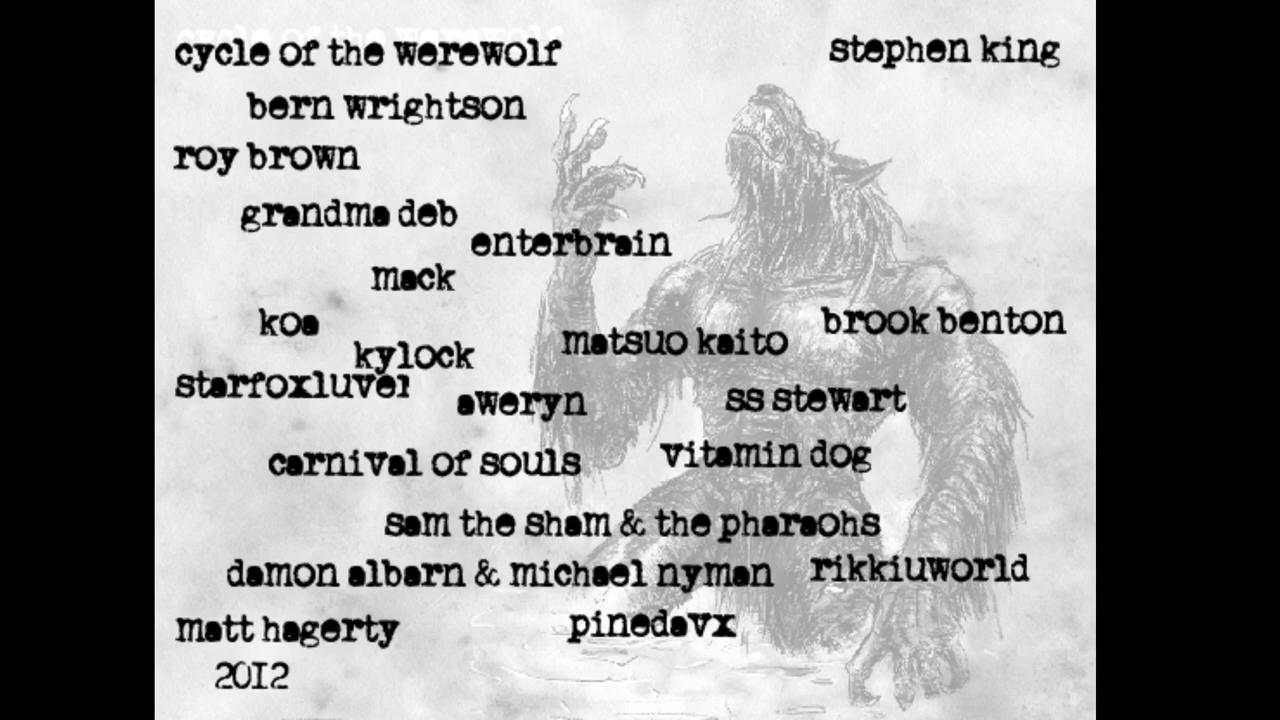 cycle of the werewolf
stephen king
bern wrightson
roy brown
grandma deb
enterbrain
mack
koa
brook benton
matsuo kaito
kylock
starfoxluver
aweryn
ss stewart
carnival of souls
vitamin dog
sam the sham & the pharaohs
damon albarn & michael nyman
rikkiuworld
matt hagerty
pinedavx
2012